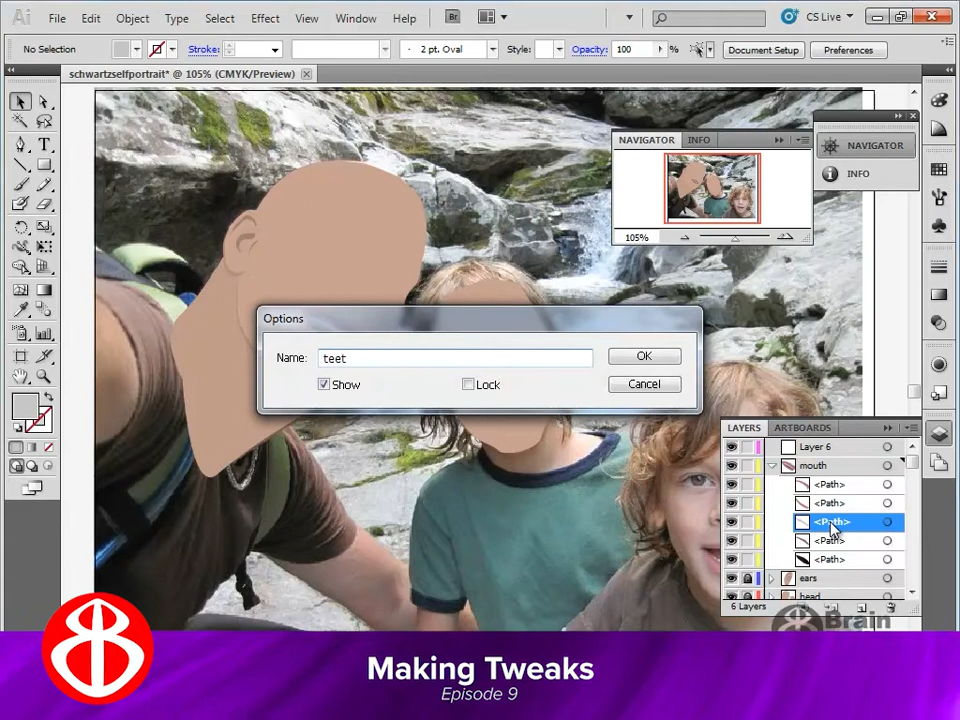 Ai File Edit Object Type Select Effect View Window Help Br CS Live
No Selection Stroke: 2 pt. Oval Style: Opacity: 100 % Document Setup Preferences
schwartzselfportrait* @ 105% (CMYK/Preview)
NAVIGATOR INFO
NAVIGATOR
INFO
105%
Options
Name: teet OK
Show Lock Cancel
LAYERS ARTBOARDS
Layer 6
mouth
<Path>
<Path>
<Path>
<Path>
<Path>
ears
head
6 Layers
Brain
Making Tweaks
Episode 9